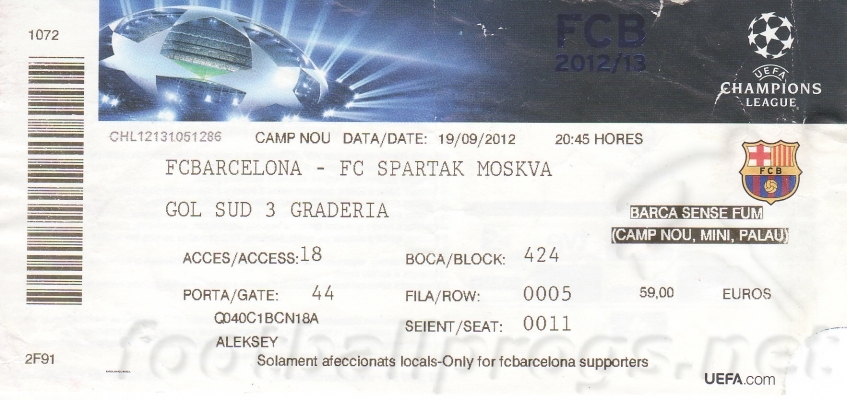 1072
FCB
2012/13
UEFA
CHAMPIONS
LEAGUE
CHL12131051286 CAMP NOU DATA/DATE: 19/09/2012 20:45 HORES
FCBARCELONA - FC SPARTAK MOSKVA
FCB
GOL SUD 3 GRADERIA
BARCA SENSE FUM
(CAMP NOU, MINI, PALAU)
ACCES/ACCESS:18 BOCA/BLOCK: 424
PORTA/GATE: 44 FILA/ROW: 0005 59,00 EUROS
Q040C1BCN18A SEIENT/SEAT: 0011
ALEKSEY
2F91 Solament afeccionats locals-Only for fcbarcelona supporters
footballprogs.net
UEFA.com